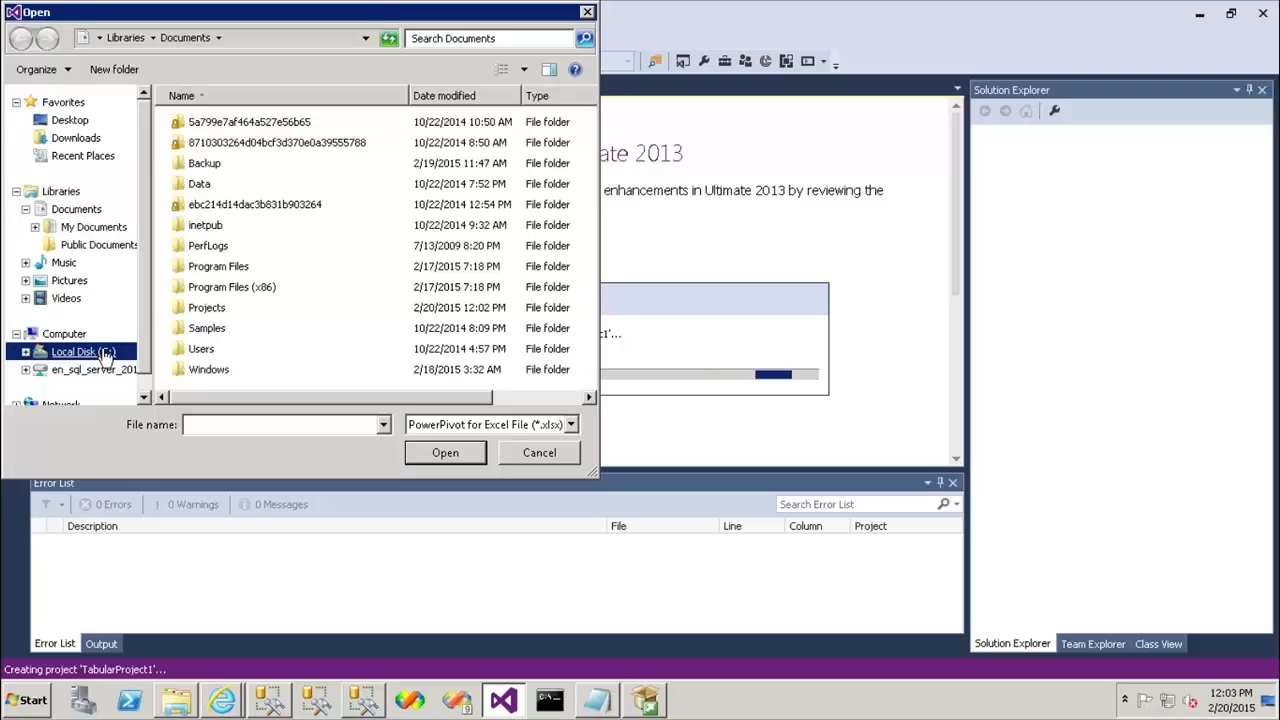 Open
Libraries Documents
Search Documents
Organize New folder
Name Date modified Type
Favorites
Desktop
Downloads
Recent Places
Libraries
Documents
My Documents
Public Documents
Music
Pictures
Videos
Computer
Local Disk (C:)
en_sql_server_201
Network
5a799e7af464a527e56b65 10/22/2014 10:50 AM File folder
8710303264d04bcf3d370e0a39555788 10/22/2014 8:50 AM File folder
Backup 2/19/2015 11:47 AM File folder
Data 10/22/2014 7:52 PM File folder
ebc214d14dac3b831b903264 10/22/2014 12:54 PM File folder
inetpub 10/22/2014 9:32 AM File folder
PerfLogs 7/13/2009 8:20 PM File folder
Program Files 2/17/2015 7:18 PM File folder
Program Files (x86) 2/17/2015 7:18 PM File folder
Projects 2/20/2015 12:02 PM File folder
Samples 10/22/2014 8:09 PM File folder
Users 10/22/2014 4:57 PM File folder
Windows 2/18/2015 3:32 AM File folder
File name: PowerPivot for Excel File (*.xlsx)
Open Cancel
ate 2013
enhancements in Ultimate 2013 by reviewing the
1'...
Solution Explorer
Error List
0 Errors 0 Warnings 0 Messages Search Error List
Description File Line Column Project
Error List Output
Solution Explorer Team Explorer Class View
Creating project 'TabularProject1'...
Start
12:03 PM
2/20/2015